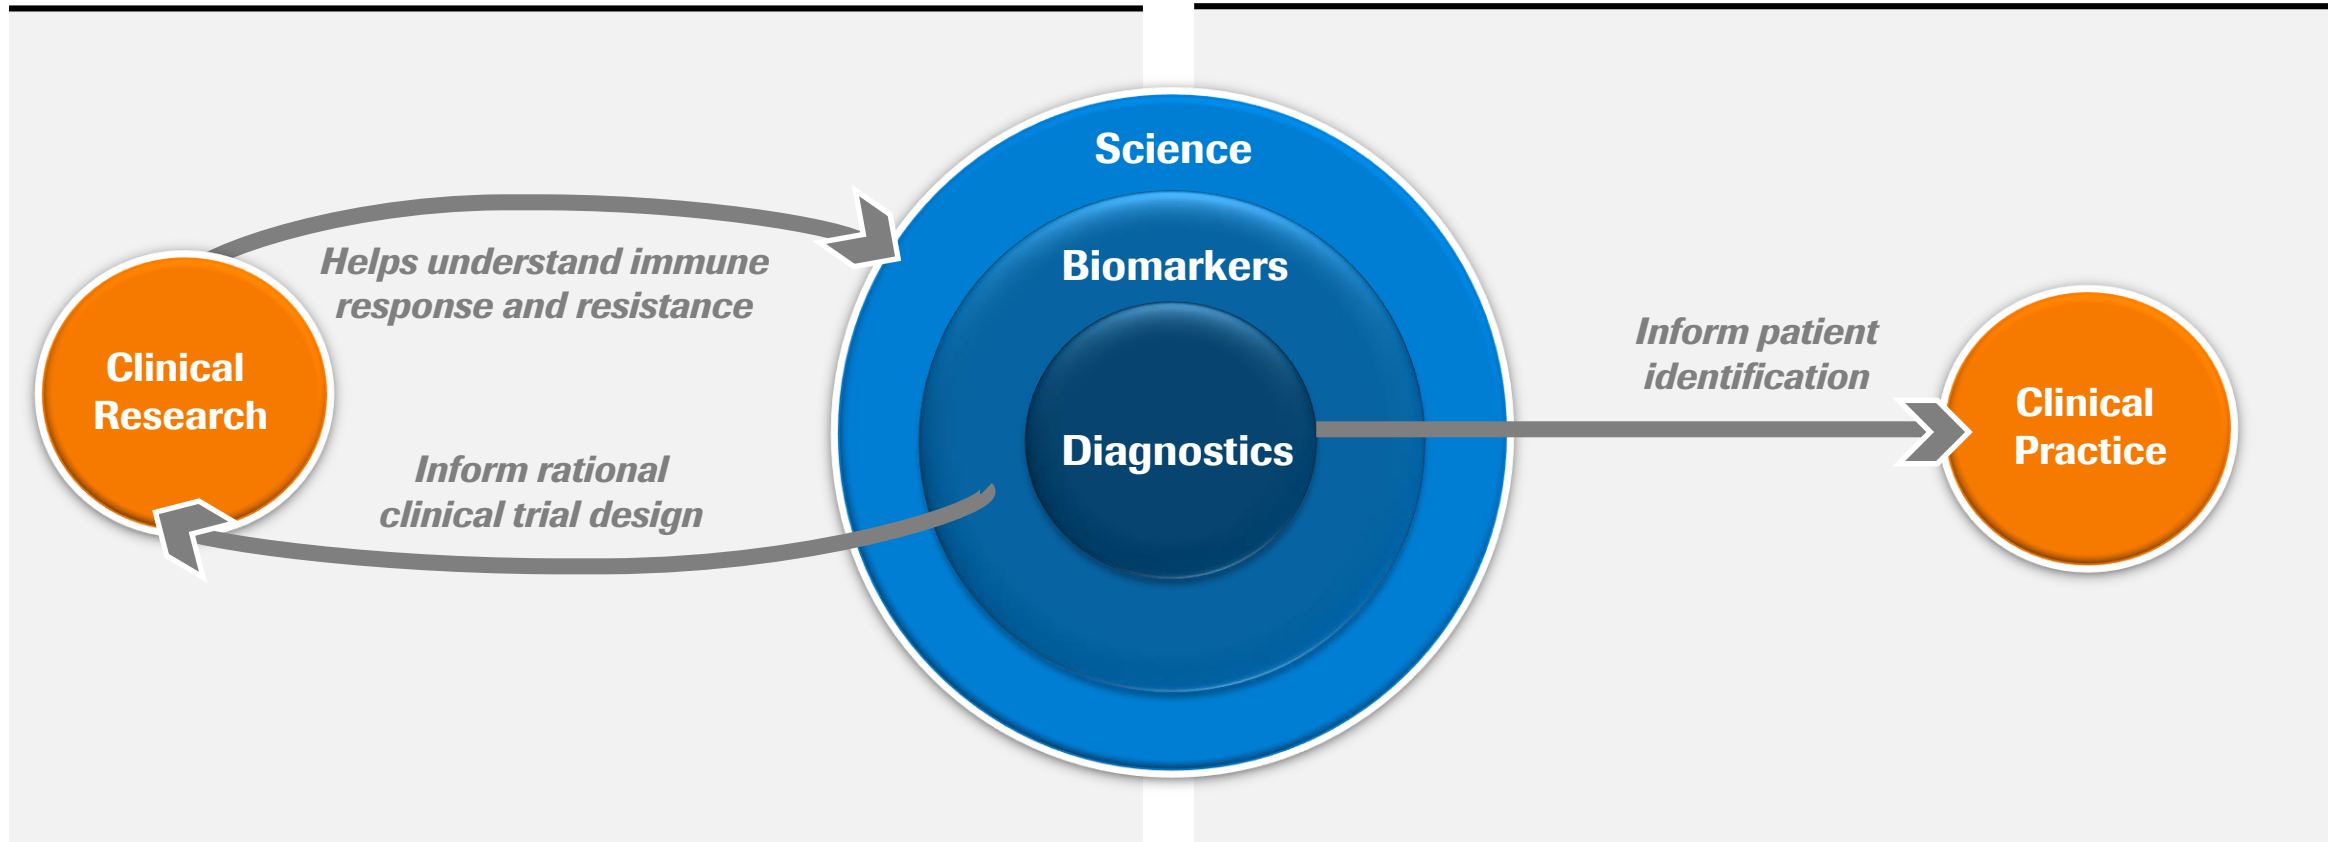 Science
Helps understand immune
response and resistance
Biomarkers
Clinical
Research
Diagnostics
Inform rational
clinical trial design
Inform patient
identification
Clinical
Practice